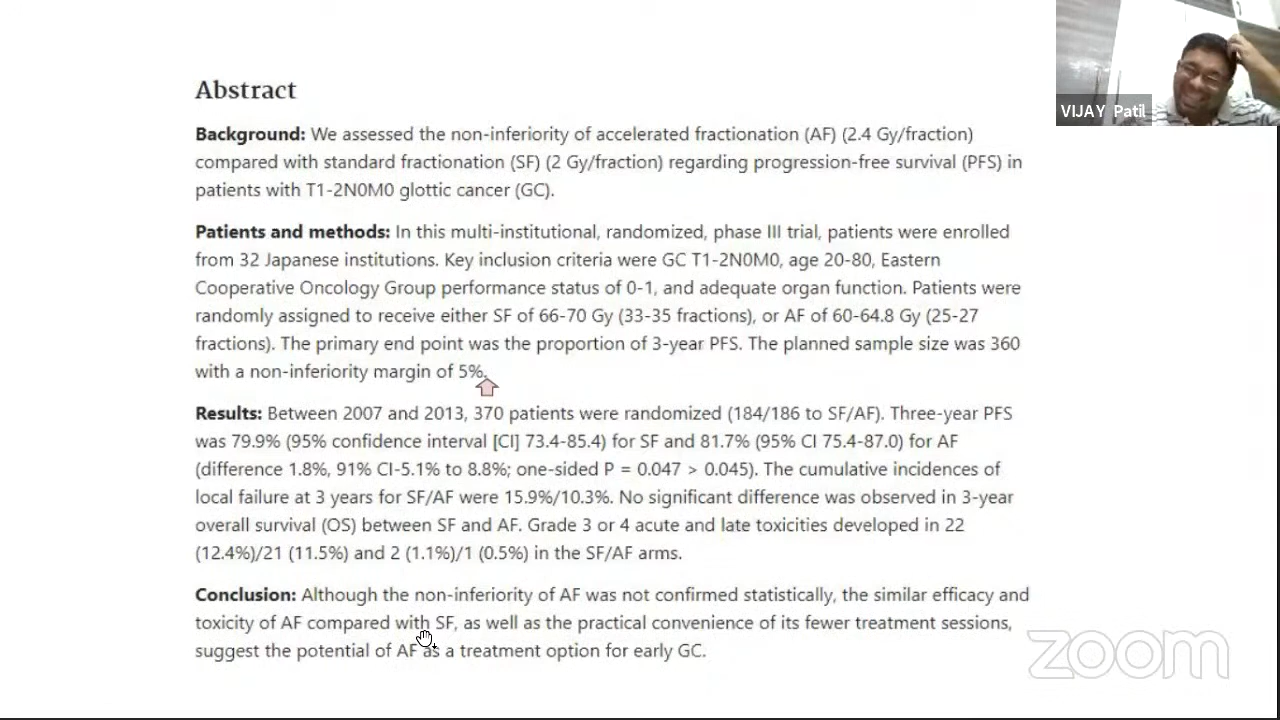 Abstract
Background: We assessed the non-inferiority of accelerated fractionation (AF) (2.4 Gy/fraction)
compared with standard fractionation (SF) (2 Gy/fraction) regarding progression-free survival (PFS) in
patients with T1-2N0M0 glottic cancer (GC).
Patients and methods: In this multi-institutional, randomized, phase III trial, patients were enrolled
from 32 Japanese institutions. Key inclusion criteria were GC T1-2N0M0, age 20-80, Eastern
Cooperative Oncology Group performance status of 0-1, and adequate organ function. Patients were
randomly assigned to receive either SF of 66-70 Gy (33-35 fractions), or AF of 60-64.8 Gy (25-27
fractions). The primary end point was the proportion of 3-year PFS. The planned sample size was 360
with a non-inferiority margin of 5%.
Results: Between 2007 and 2013, 370 patients were randomized (184/186 to SF/AF). Three-year PFS
was 79.9% (95% confidence interval [CI] 73.4-85.4) for SF and 81.7% (95% CI 75.4-87.0) for AF
(difference 1.8%, 91% CI-5.1% to 8.8%; one-sided P = 0.047 > 0.045). The cumulative incidences of
local failure at 3 years for SF/AF were 15.9%/10.3%. No significant difference was observed in 3-year
overall survival (OS) between SF and AF. Grade 3 or 4 acute and late toxicities developed in 22
(12.4%)/21 (11.5%) and 2 (1.1%)/1 (0.5%) in the SF/AF arms.
Conclusion: Although the non-inferiority of AF was not confirmed statistically, the similar efficacy and
toxicity of AF compared with SF, as well as the practical convenience of its fewer treatment sessions,
suggest the potential of AF as a treatment option for early GC.
VIJAY Patil
zoom